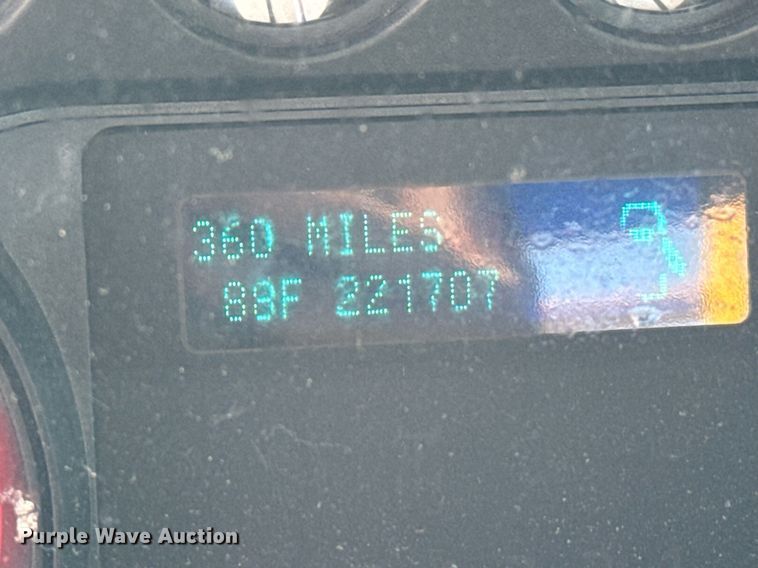 360 MILES
88F 221707
Purple Wave Auction